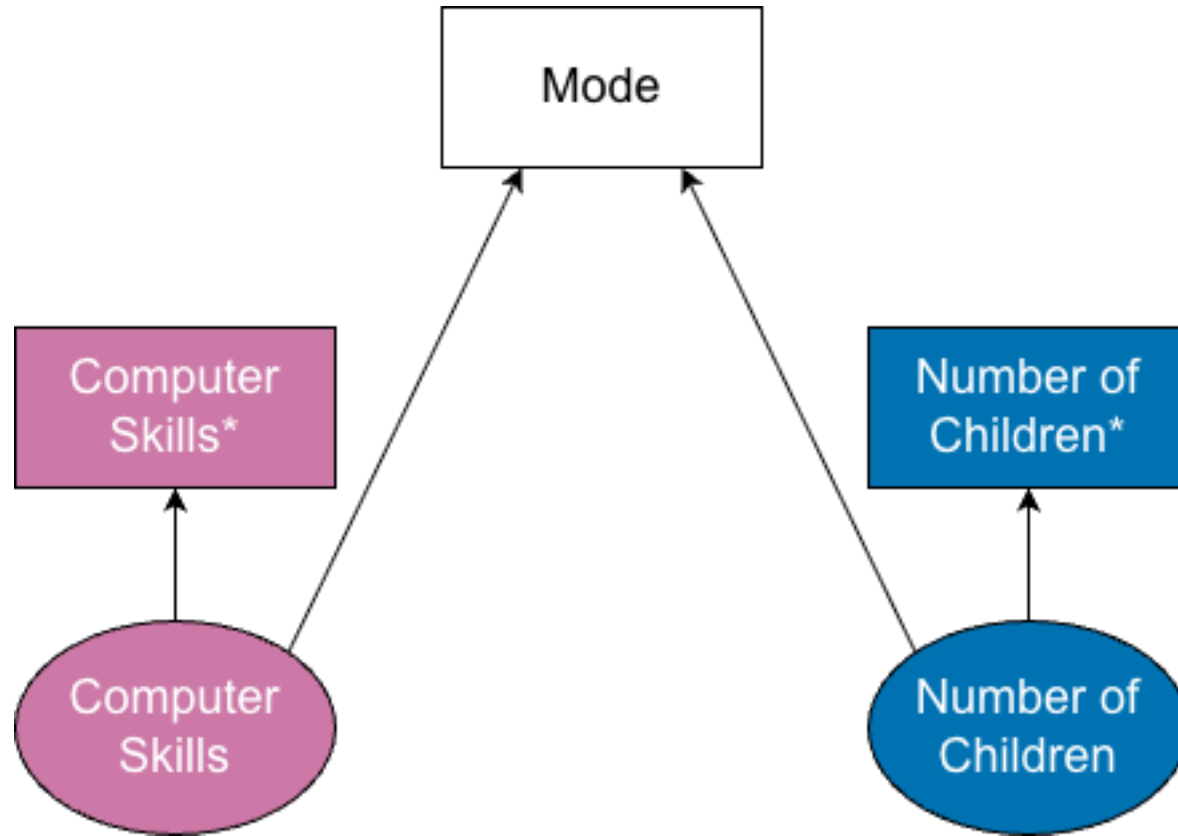 Mode
Computer
Skills*
Number of
Children*
Computer
Skills
Number of
Children